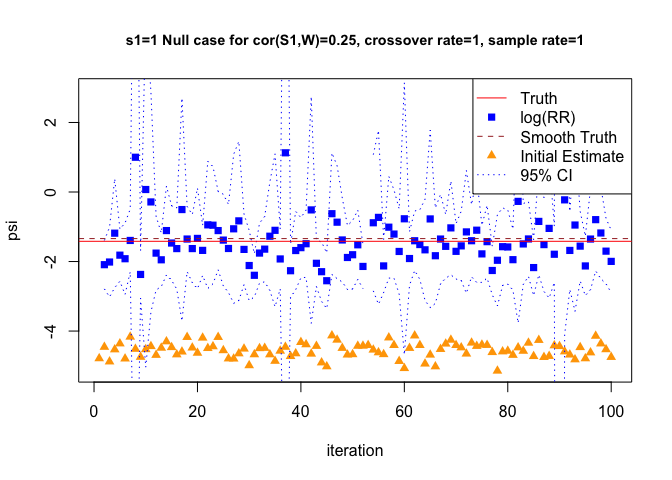 s1=1 Null case for cor(S1,W)=0.25, crossover rate=1, sample rate=1
Truth
log(RR)
Smooth Truth
Initial Estimate
95% CI
psi
2
0
-2
-4
0
20
40
60
80
100
iteration